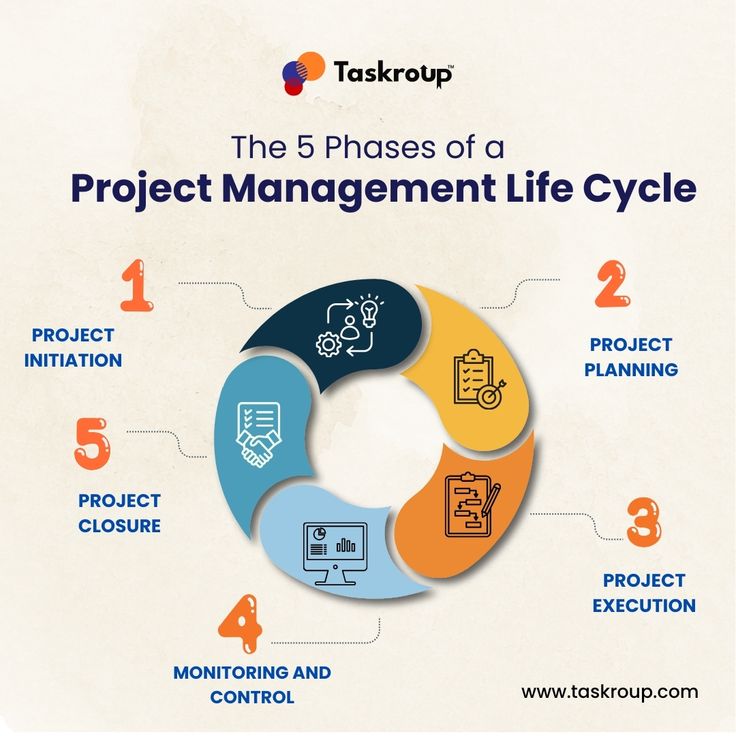 Taskroup™
The 5 Phases of a
Project Management Life Cycle
1
PROJECT
INITIATION
2
PROJECT
PLANNING
3
PROJECT
EXECUTION
4
MONITORING AND
CONTROL
5
PROJECT
CLOSURE
www.taskroup.com